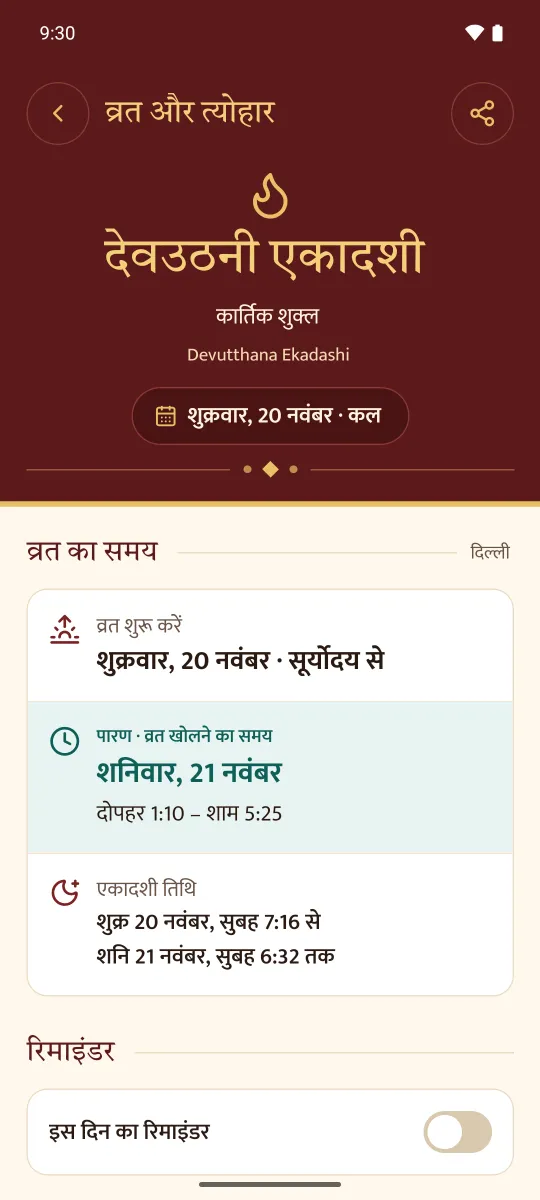 9:30
व्रत और त्योहार
देवउठनी एकादशी
कार्तिक शुक्ल
Devutthana Ekadashi
शुक्रवार, 20 नवंबर · कल
व्रत का समय
दिल्ली
व्रत शुरू करें
शुक्रवार, 20 नवंबर · सूर्योदय से
पारण · व्रत खोलने का समय
शनिवार, 21 नवंबर
दोपहर 1:10 – शाम 5:25
एकादशी तिथि
शुक्र 20 नवंबर, सुबह 7:16 से
शनि 21 नवंबर, सुबह 6:32 तक
रिमाइंडर
इस दिन का रिमाइंडर